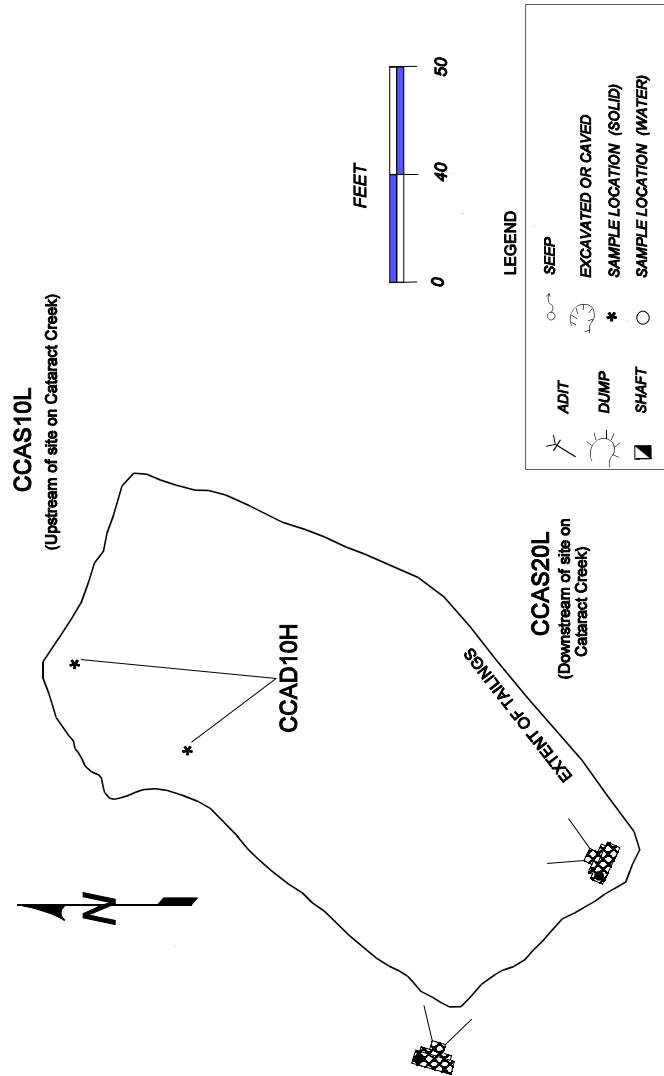 CCAS10L
(Upstream of site on Cataract Creek)
CCAD10H
N
EXTENT OF TAILINGS
CCAS20L
(Downstream of site on
Cataract Creek)
FEET
0 40 50
LEGEND
ADIT
DUMP
SHAFT
SEEP
EXCAVATED OR CAVED
SAMPLE LOCATION (SOLID)
SAMPLE LOCATION (WATER)